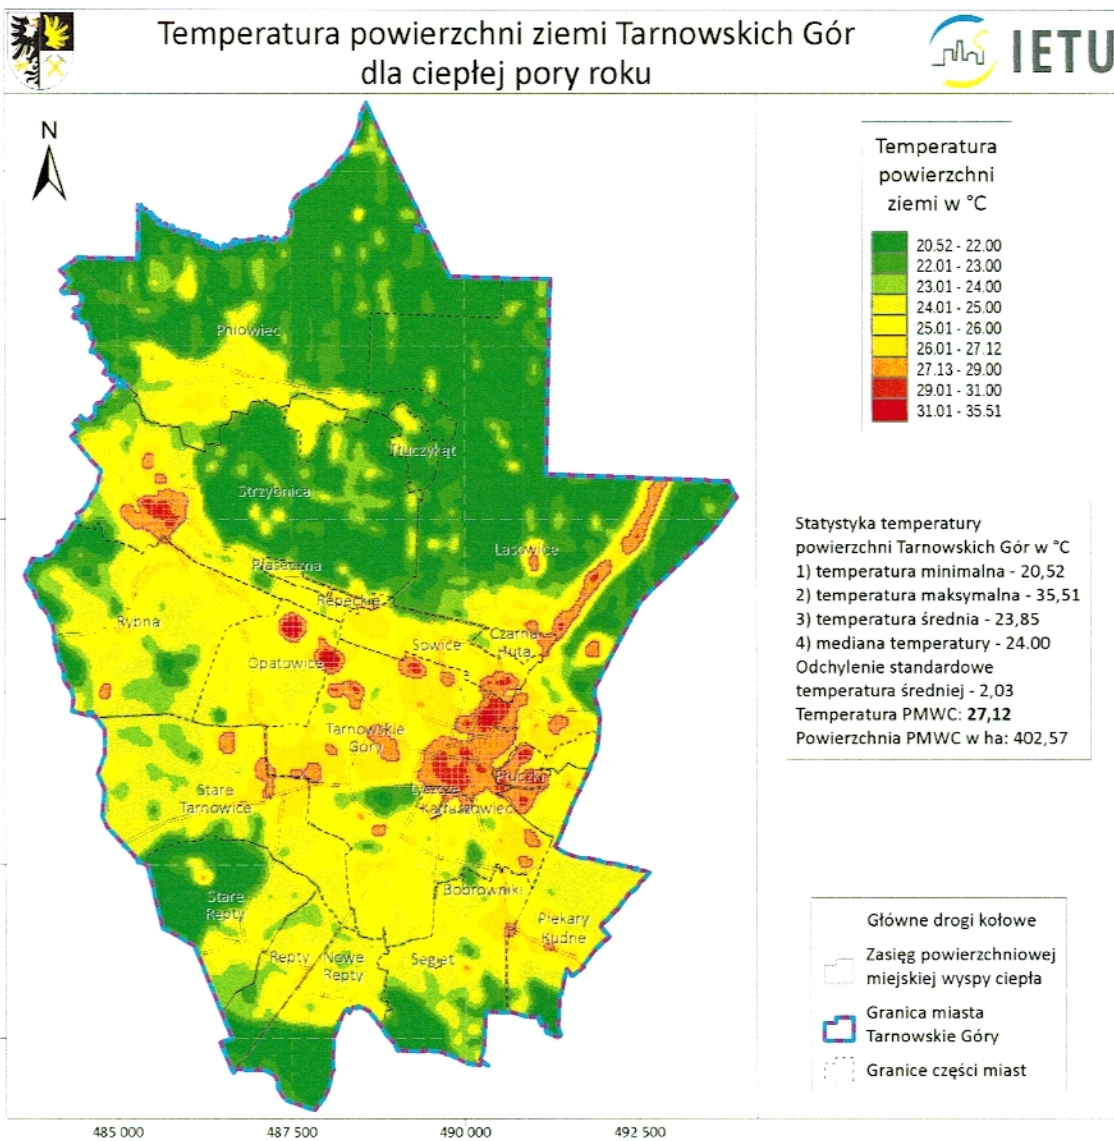 Temperatura powierzchni ziemi Tarnowskich Gór
dla ciepłej pory roku
IETU
N
Temperatura
powierzchni
ziemi w °C
20.52 - 22.00
22.01 - 23.00
23.01 - 24.00
24.01 - 25.00
25.01 - 26.00
26.01 - 27.12
27.13 - 29.00
29.01 - 31.00
31.01 - 35.51
Pniowiec
Tłuczykąt
Strzybnica
Lasowice
Piaseczna
Repeckie
Rybna
Czarna
Huta
Sowice
Opatowice
Tarnowskie
Góry
Puczki
Łyszcze
Kaniuszowiec
Stare
Tarnowice
Stare
Repty
Bobrowniki
Piekary
Rudne
Repty
Nowe
Repty
Segiet
Statystyka temperatury
powierzchni Tarnowskich Gór w °C
1) temperatura minimalna - 20,52
2) temperatura maksymalna - 35,51
3) temperatura średnia - 23,85
4) mediana temperatury - 24.00
Odchylenie standardowe
temperatura średniej - 2,03
Temperatura PMWC: 27,12
Powierzchnia PMWC w ha: 402,57
Główne drogi kołowe
Zasięg powierzchniowej
miejskiej wyspy ciepła
Granica miasta
Tarnowskie Góry
Granice części miast
485 000
487 500
490 000
492 500